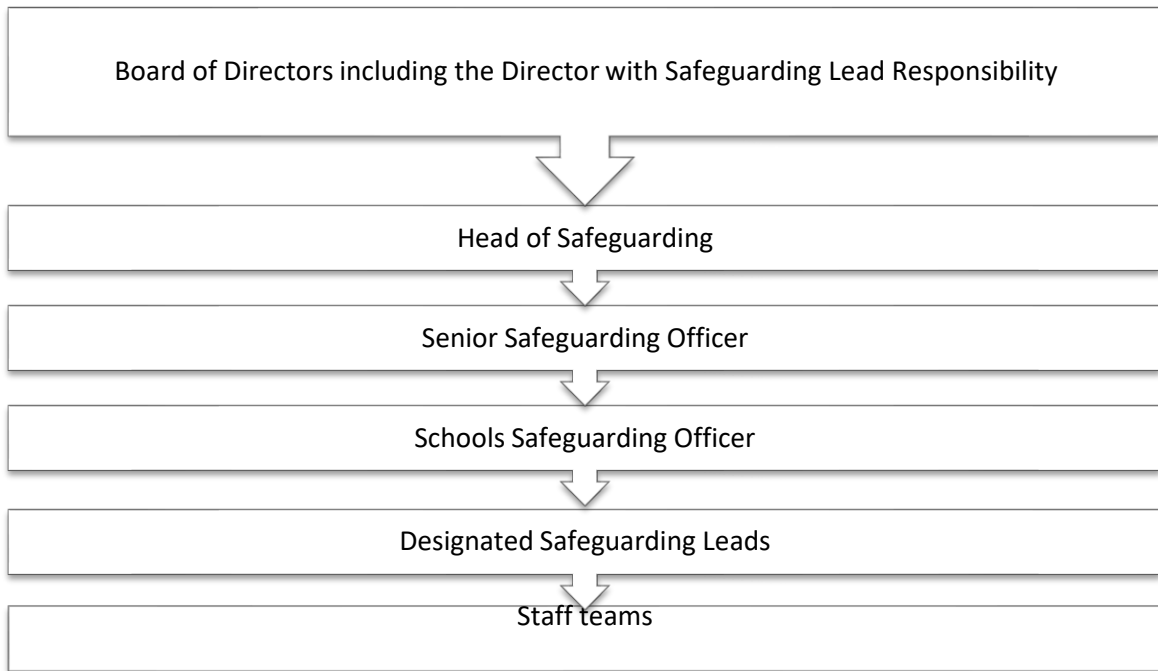 Board of Directors including the Director with Safeguarding Lead Responsibility
Head of Safeguarding
Senior Safeguarding Officer
Schools Safeguarding Officer
Designated Safeguarding Leads
Staff teams